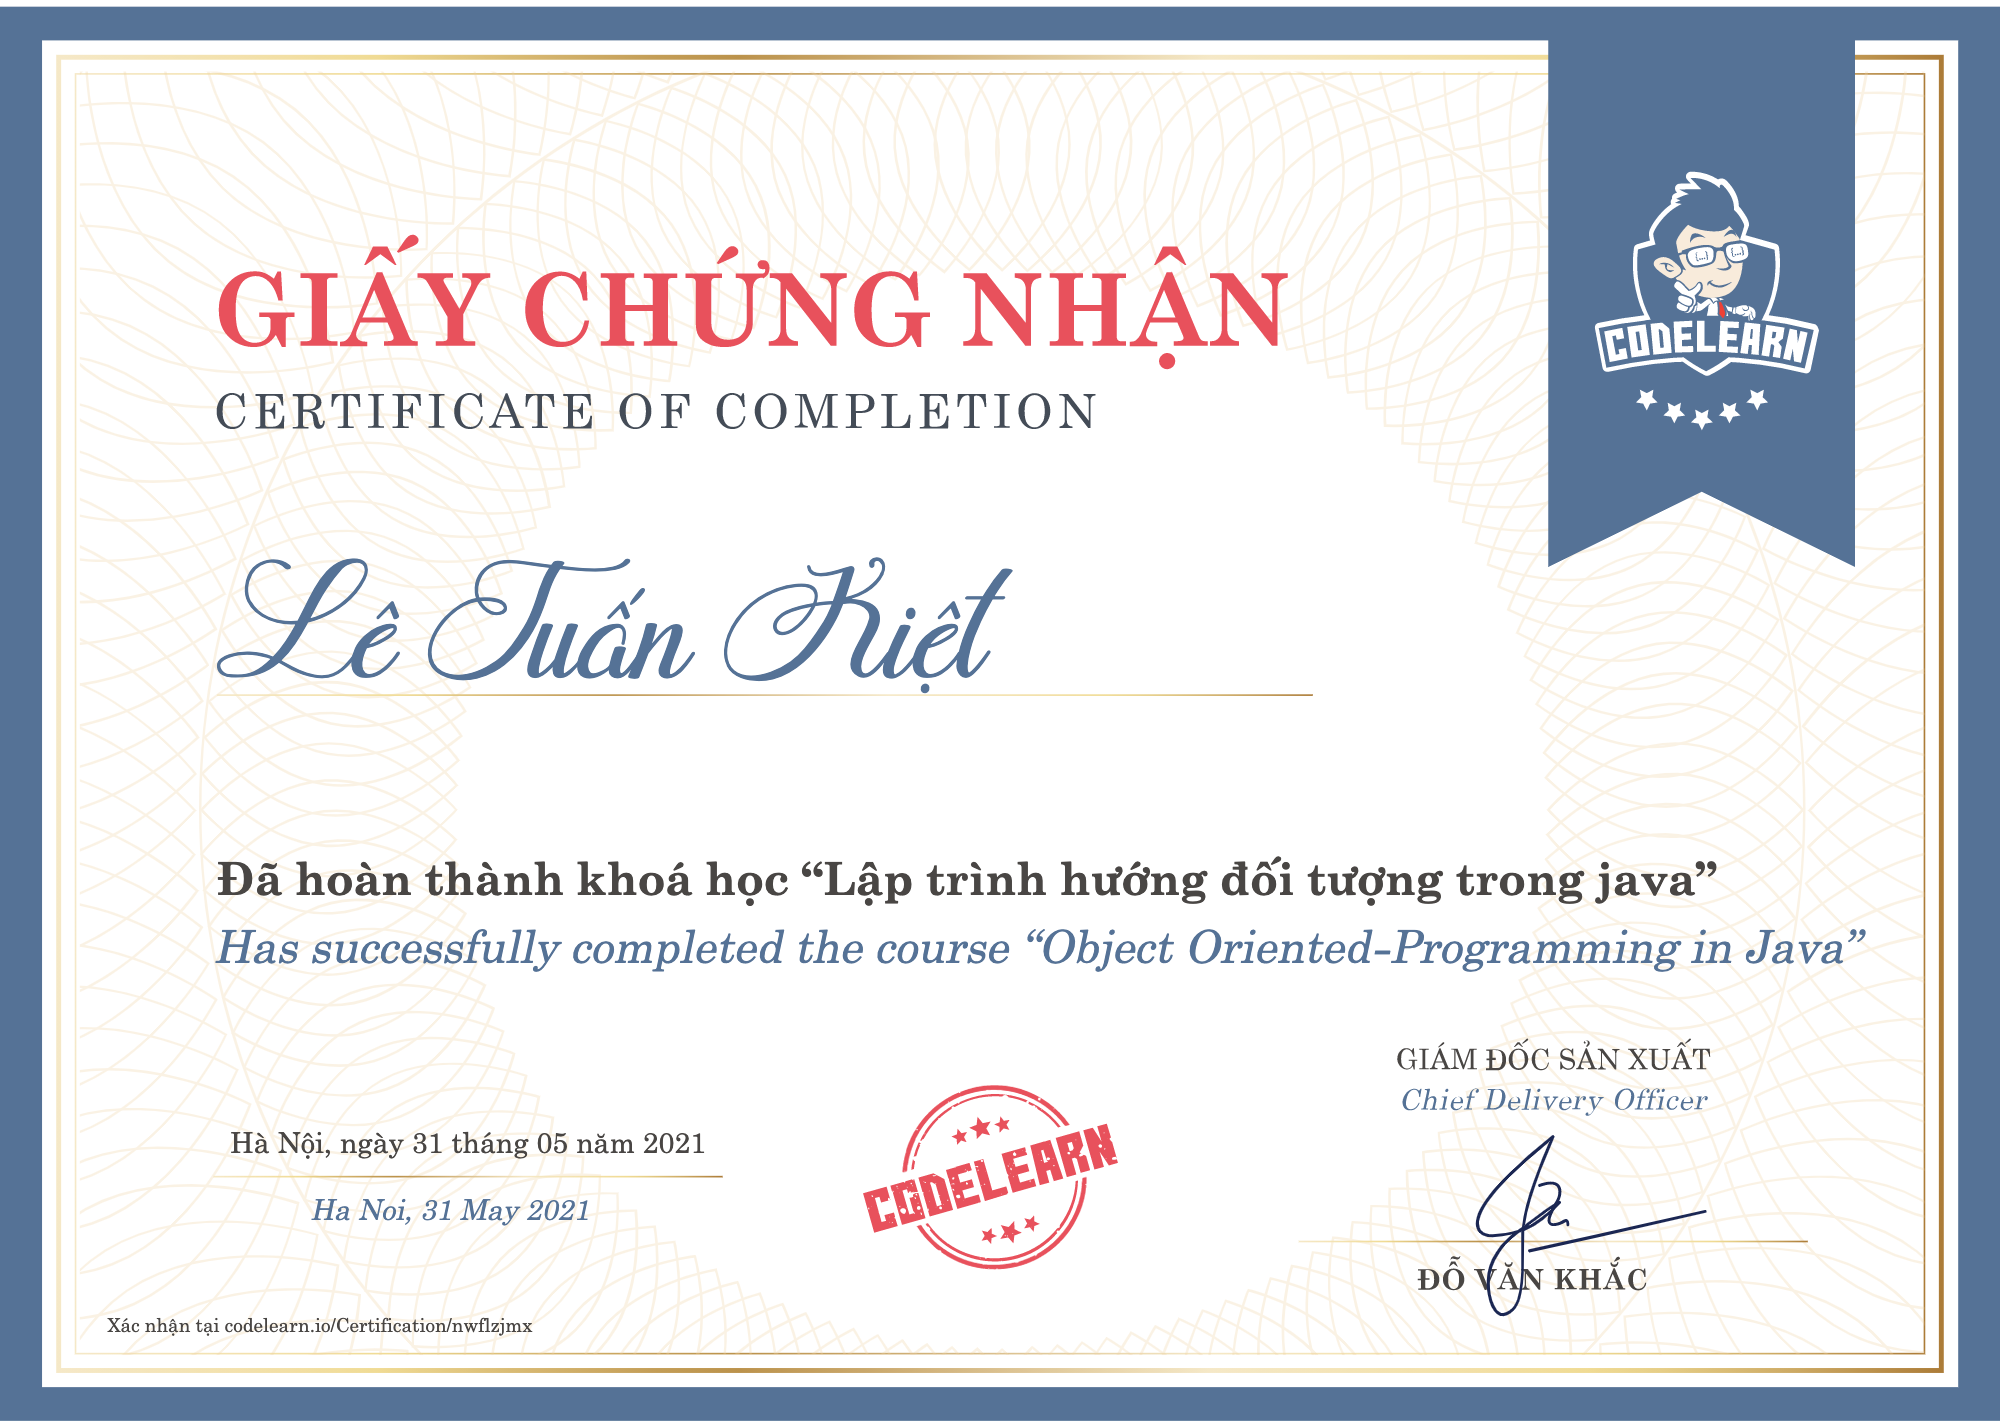 GIẤY CHỨNG NHẬN
CERTIFICATE OF COMPLETION
{...} {...}
CODELEARN
Lê Tuấn Kiệt
Đã hoàn thành khoá học “Lập trình hướng đối tượng trong java”
Has successfully completed the course “Object Oriented-Programming in Java”
GIÁM ĐỐC SẢN XUẤT
Chief Delivery Officer
Hà Nội, ngày 31 tháng 05 năm 2021
Ha Noi, 31 May 2021
CODELEARN
ĐỖ VĂN KHẮC
Xác nhận tại codelearn.io/Certification/nwflzjmx